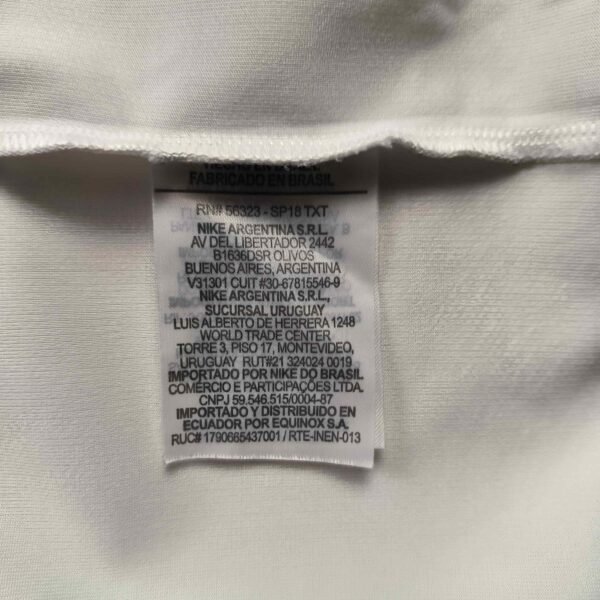 FABRICADO EN BRASIL
RN# 56323 - SP18 TXT
NIKE ARGENTINA S.R.L.
AV DEL LIBERTADOR 2442
B1636DSR OLIVOS
BUENOS AIRES, ARGENTINA
V31301 CUIT #30-67815546-9
NIKE ARGENTINA S.R.L.,
SUCURSAL URUGUAY
LUIS ALBERTO DE HERRERA 1248
WORLD TRADE CENTER
TORRE 3, PISO 17, MONTEVIDEO,
URUGUAY RUT#21 324024 0019
IMPORTADO POR NIKE DO BRASIL
COMÉRCIO E PARTICIPAÇÕES LTDA.
CNPJ 59.546.515/0004-87
IMPORTADO Y DISTRIBUIDO EN
ECUADOR POR EQUINOX S.A.
RUC# 1790665437001 / RTE-INEN-013